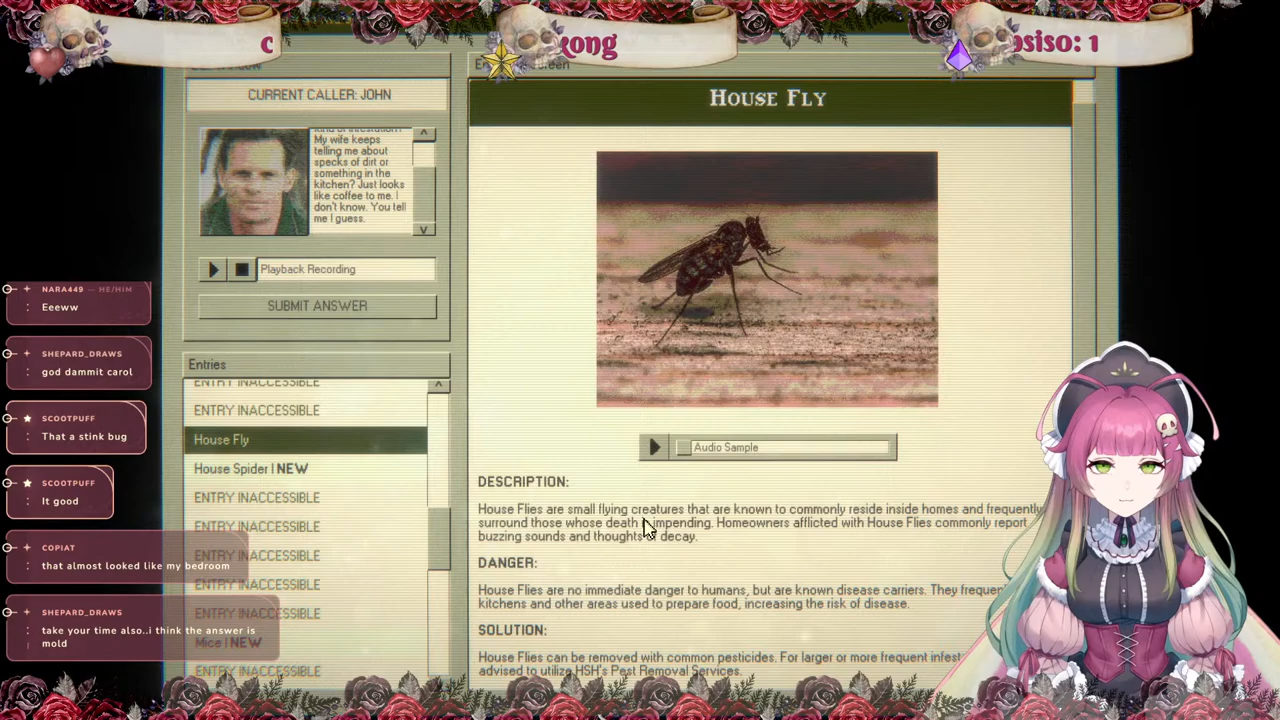 c
ong
osiso: 1
CURRENT CALLER: JOHN
My wife keeps
telling me about
specks of dirt or
something in the
kitchen? Just looks
like coffee to me. I
don't know. You tell
me I guess.
Playback Recording
SUBMIT ANSWER
Entries
ENTRY INACCESSIBLE
ENTRY INACCESSIBLE
House Fly
House Spider | NEW
ENTRY INACCESSIBLE
ENTRY INACCESSIBLE
ENTRY INACCESSIBLE
ENTRY INACCESSIBLE
ENTRY INACCESSIBLE
Mice | NEW
ENTRY INACCESSIBLE
HOUSE FLY
Audio Sample
DESCRIPTION:
House Flies are small flying creatures that are known to commonly reside inside homes and frequently
surround those whose death is impending. Homeowners afflicted with House Flies commonly report
buzzing sounds and thoughts of decay.
DANGER:
House Flies are no immediate danger to humans, but are known disease carriers. They frequen
kitchens and other areas used to prepare food, increasing the risk of disease.
SOLUTION:
House Flies can be removed with common pesticides. For larger or more frequent infest
advised to utilize HSH's Pest Removal Services.
NARA449 — HE/HIM
Eeeww
SHEPARD_DRAWS
god dammit carol
SCOOTPUFF
That a stink bug
SCOOTPUFF
It good
COPIAT
that almost looked like my bedroom
SHEPARD_DRAWS
take your time also..i think the answer is
mold